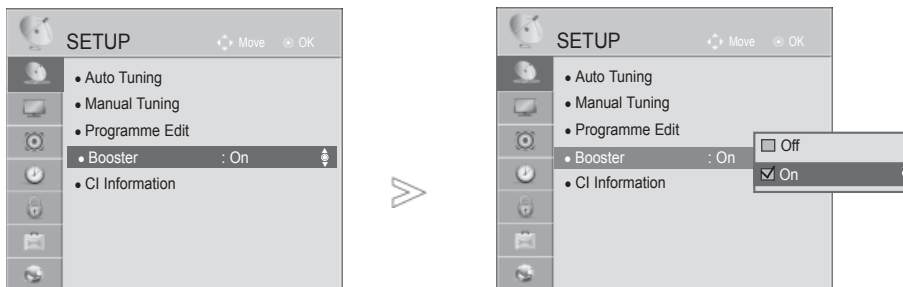 SETUP Move OK
• Auto Tuning
• Manual Tuning
• Programme Edit
• Booster : On
• CI Information
SETUP Move OK
• Auto Tuning
• Manual Tuning
• Programme Edit
• Booster : On
• CI Information
Off
On